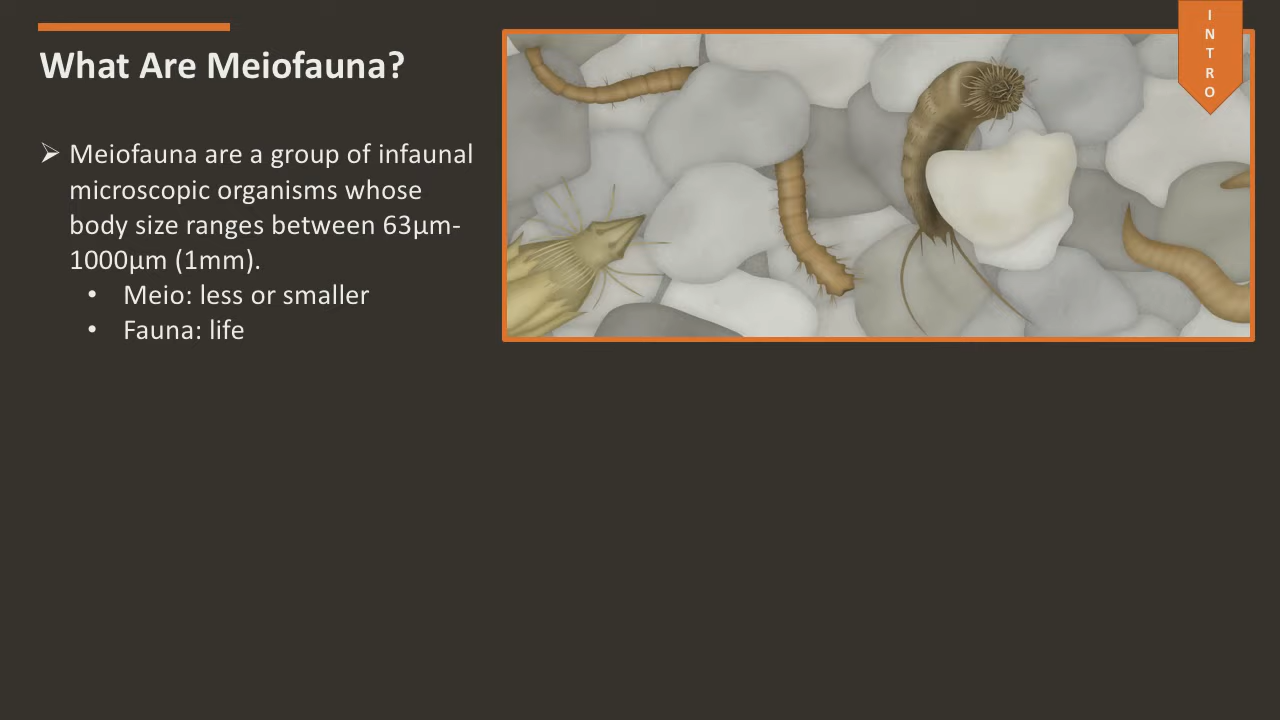 What Are Meiofauna?
➢ Meiofauna are a group of infaunal
microscopic organisms whose
body size ranges between 63µm-
1000µm (1mm).
• Meio: less or smaller
• Fauna: life
I
N
T
R
O